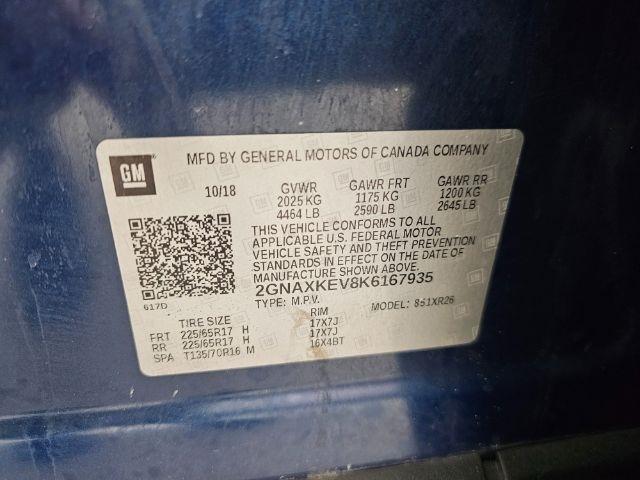 GM
MFD BY GENERAL MOTORS OF CANADA COMPANY
10/18 GVWR GAWR FRT GAWR RR
2025 KG 1175 KG 1200 KG
4464 LB 2590 LB 2645 LB
THIS VEHICLE CONFORMS TO ALL
APPLICABLE U.S. FEDERAL MOTOR
VEHICLE SAFETY AND THEFT PREVENTION
STANDARDS IN EFFECT ON THE DATE OF
MANUFACTURE SHOWN ABOVE.
2GNAXKEV8K6167935
617D
TYPE: M.P.V. MODEL: 861XR26
TIRE SIZE RIM
FRT 225/65R17 H 17X7J
RR 225/65R17 H 17X7J
SPA T135/70R16 M 16X4BT